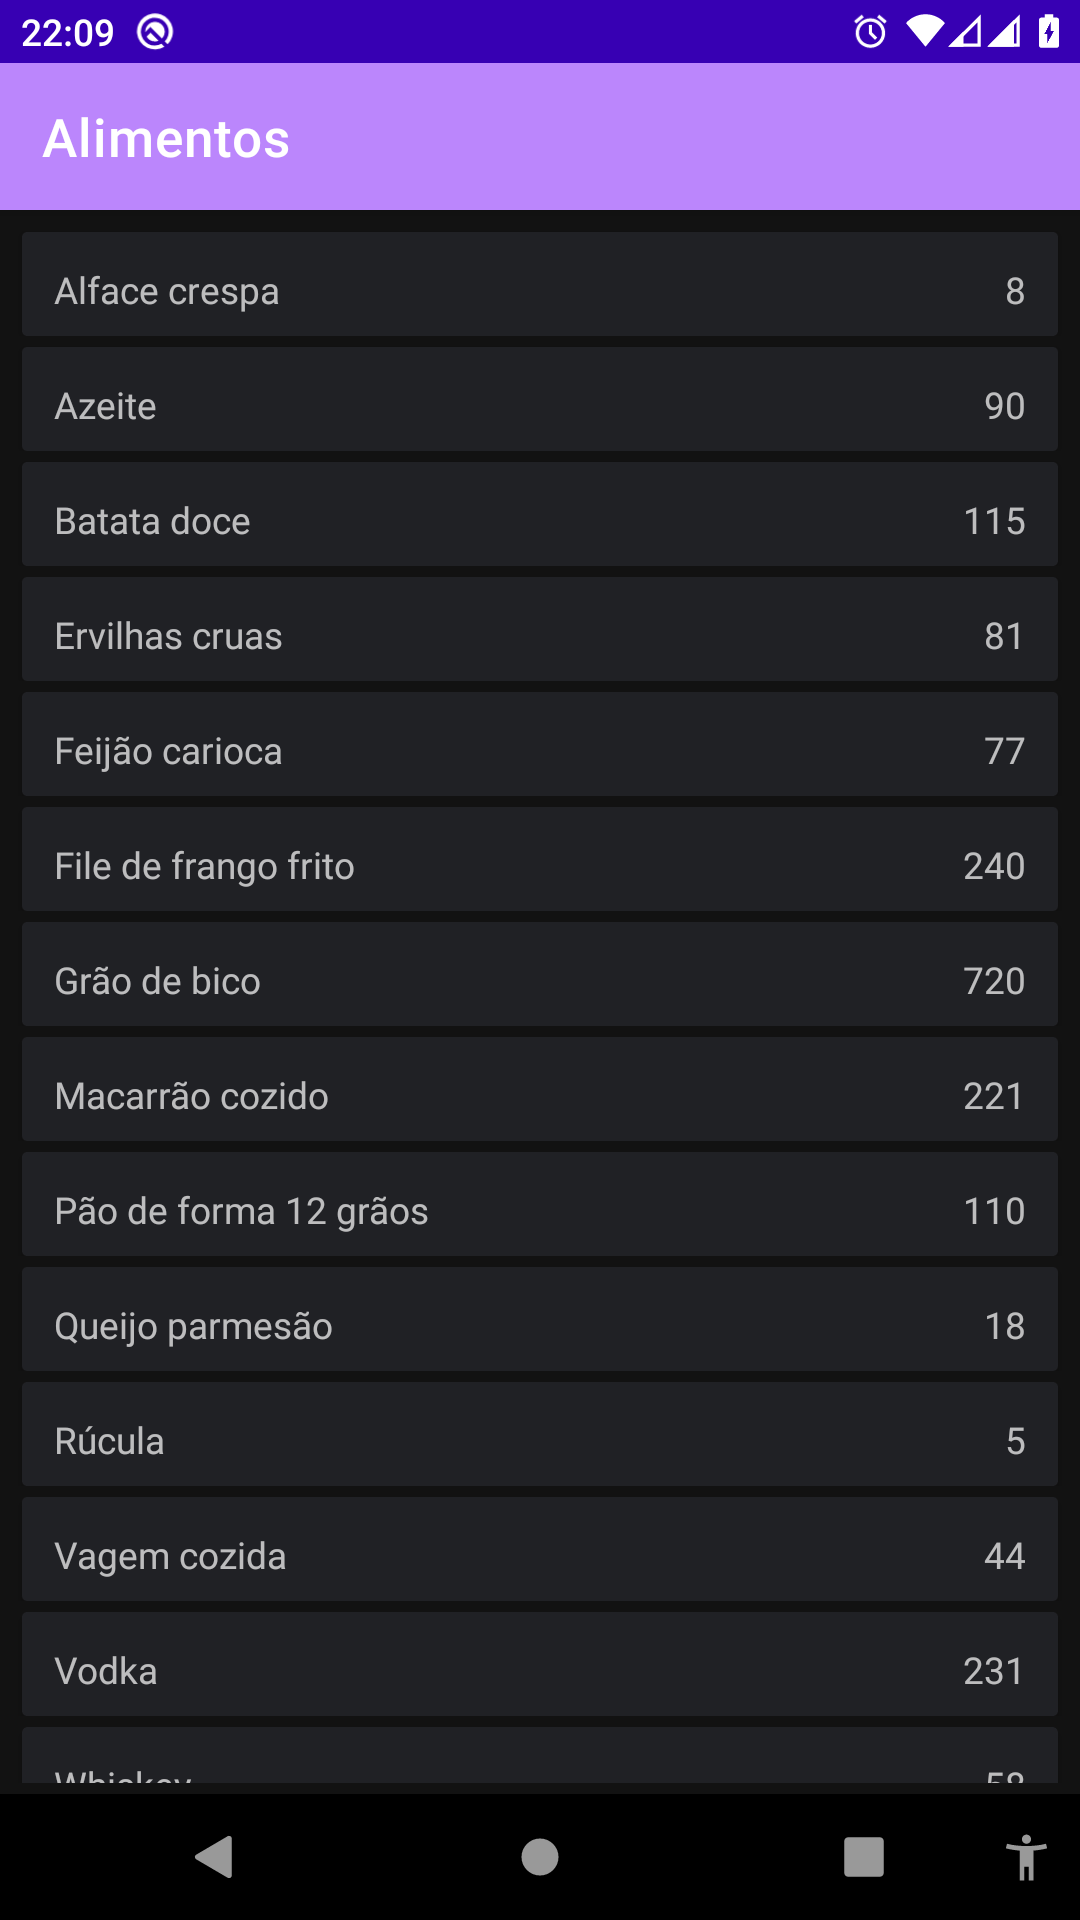 22:09
Alimentos
Alface crespa 8
Azeite 90
Batata doce 115
Ervilhas cruas 81
Feijão carioca 77
File de frango frito 240
Grão de bico 720
Macarrão cozido 221
Pão de forma 12 grãos 110
Queijo parmesão 18
Rúcula 5
Vagem cozida 44
Vodka 231
Whiskey 58